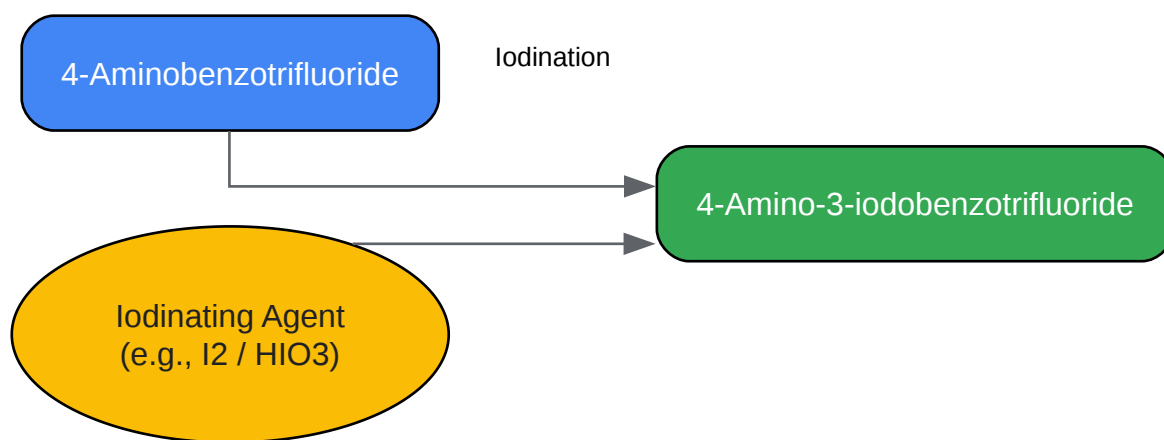 4-Aminobenzotrifluoride
Iodination
4-Amino-3-iodobenzotrifluoride
Iodinating Agent
(e.g., I2 / HIO3)